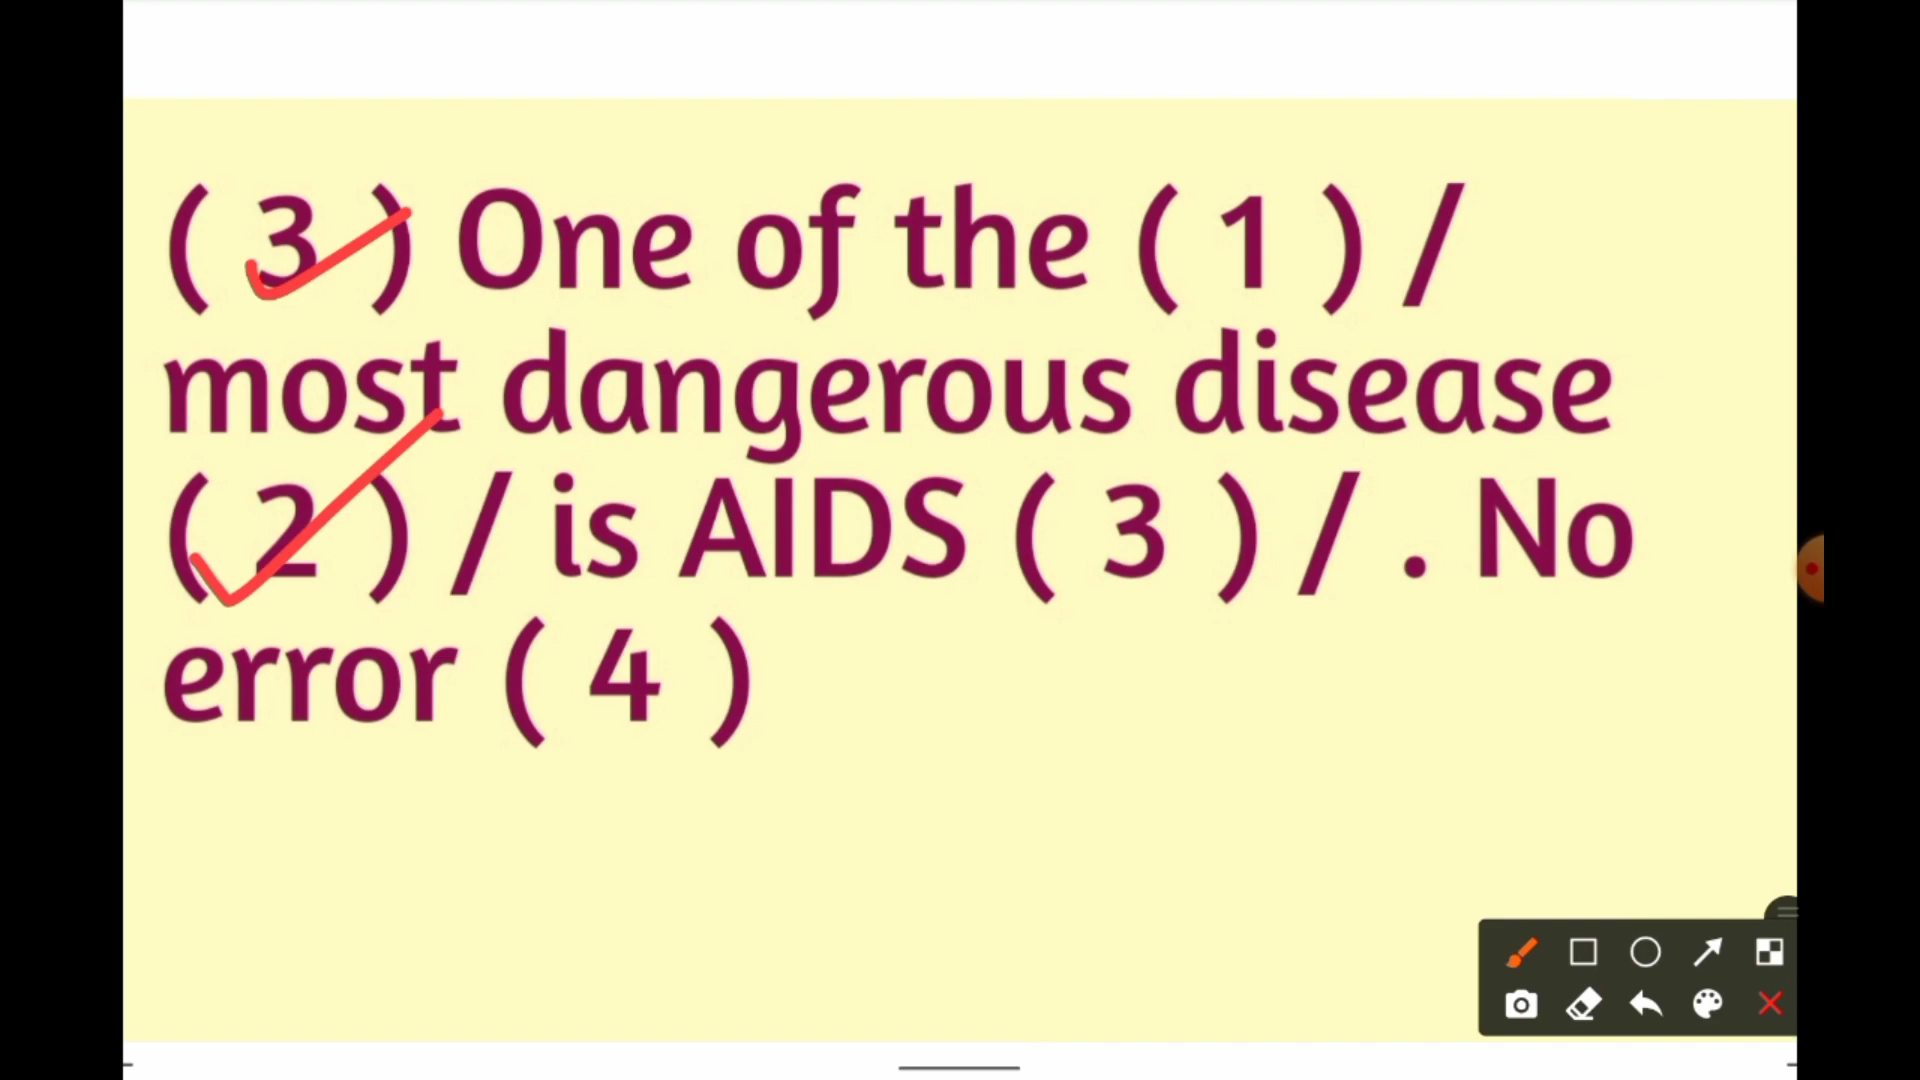 ( 3 ) One of the ( 1 ) /
most dangerous disease
( 2 ) / is AIDS ( 3 ) / . No
error ( 4 )